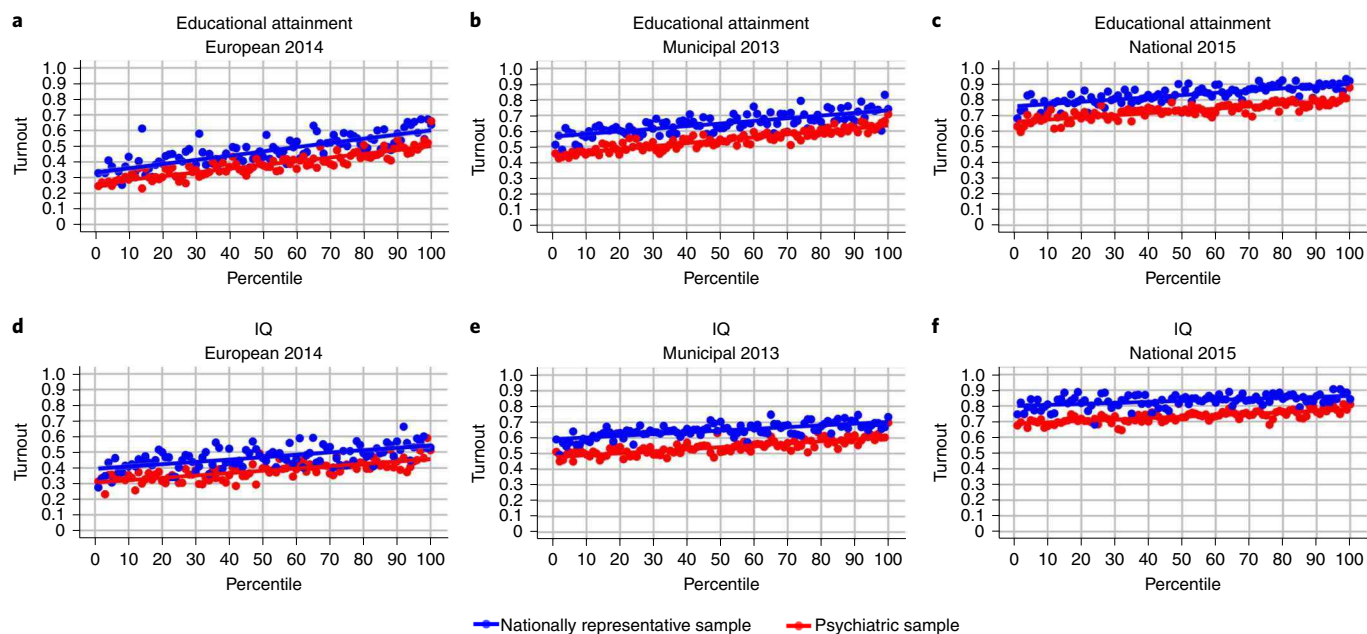 a
Educational attainment
European 2014
1.0
0.9
0.8
0.7
0.6
0.5
0.4
0.3
0.2
0.1
0
Turnout
0 10 20 30 40 50 60 70 80 90 100
Percentile
b
Educational attainment
Municipal 2013
1.0
0.9
0.8
0.7
0.6
0.5
0.4
0.3
0.2
0.1
0
Turnout
0 10 20 30 40 50 60 70 80 90 100
Percentile
c
Educational attainment
National 2015
1.0
0.9
0.8
0.7
0.6
0.5
0.4
0.3
0.2
0.1
0
Turnout
0 10 20 30 40 50 60 70 80 90 100
Percentile
d
IQ
European 2014
1.0
0.9
0.8
0.7
0.6
0.5
0.4
0.3
0.2
0.1
0
Turnout
0 10 20 30 40 50 60 70 80 90 100
Percentile
e
IQ
Municipal 2013
1.0
0.9
0.8
0.7
0.6
0.5
0.4
0.3
0.2
0.1
0
Turnout
0 10 20 30 40 50 60 70 80 90 100
Percentile
f
IQ
National 2015
1.0
0.9
0.8
0.7
0.6
0.5
0.4
0.3
0.2
0.1
0
Turnout
0 10 20 30 40 50 60 70 80 90 100
Percentile
Nationally representative sample Psychiatric sample